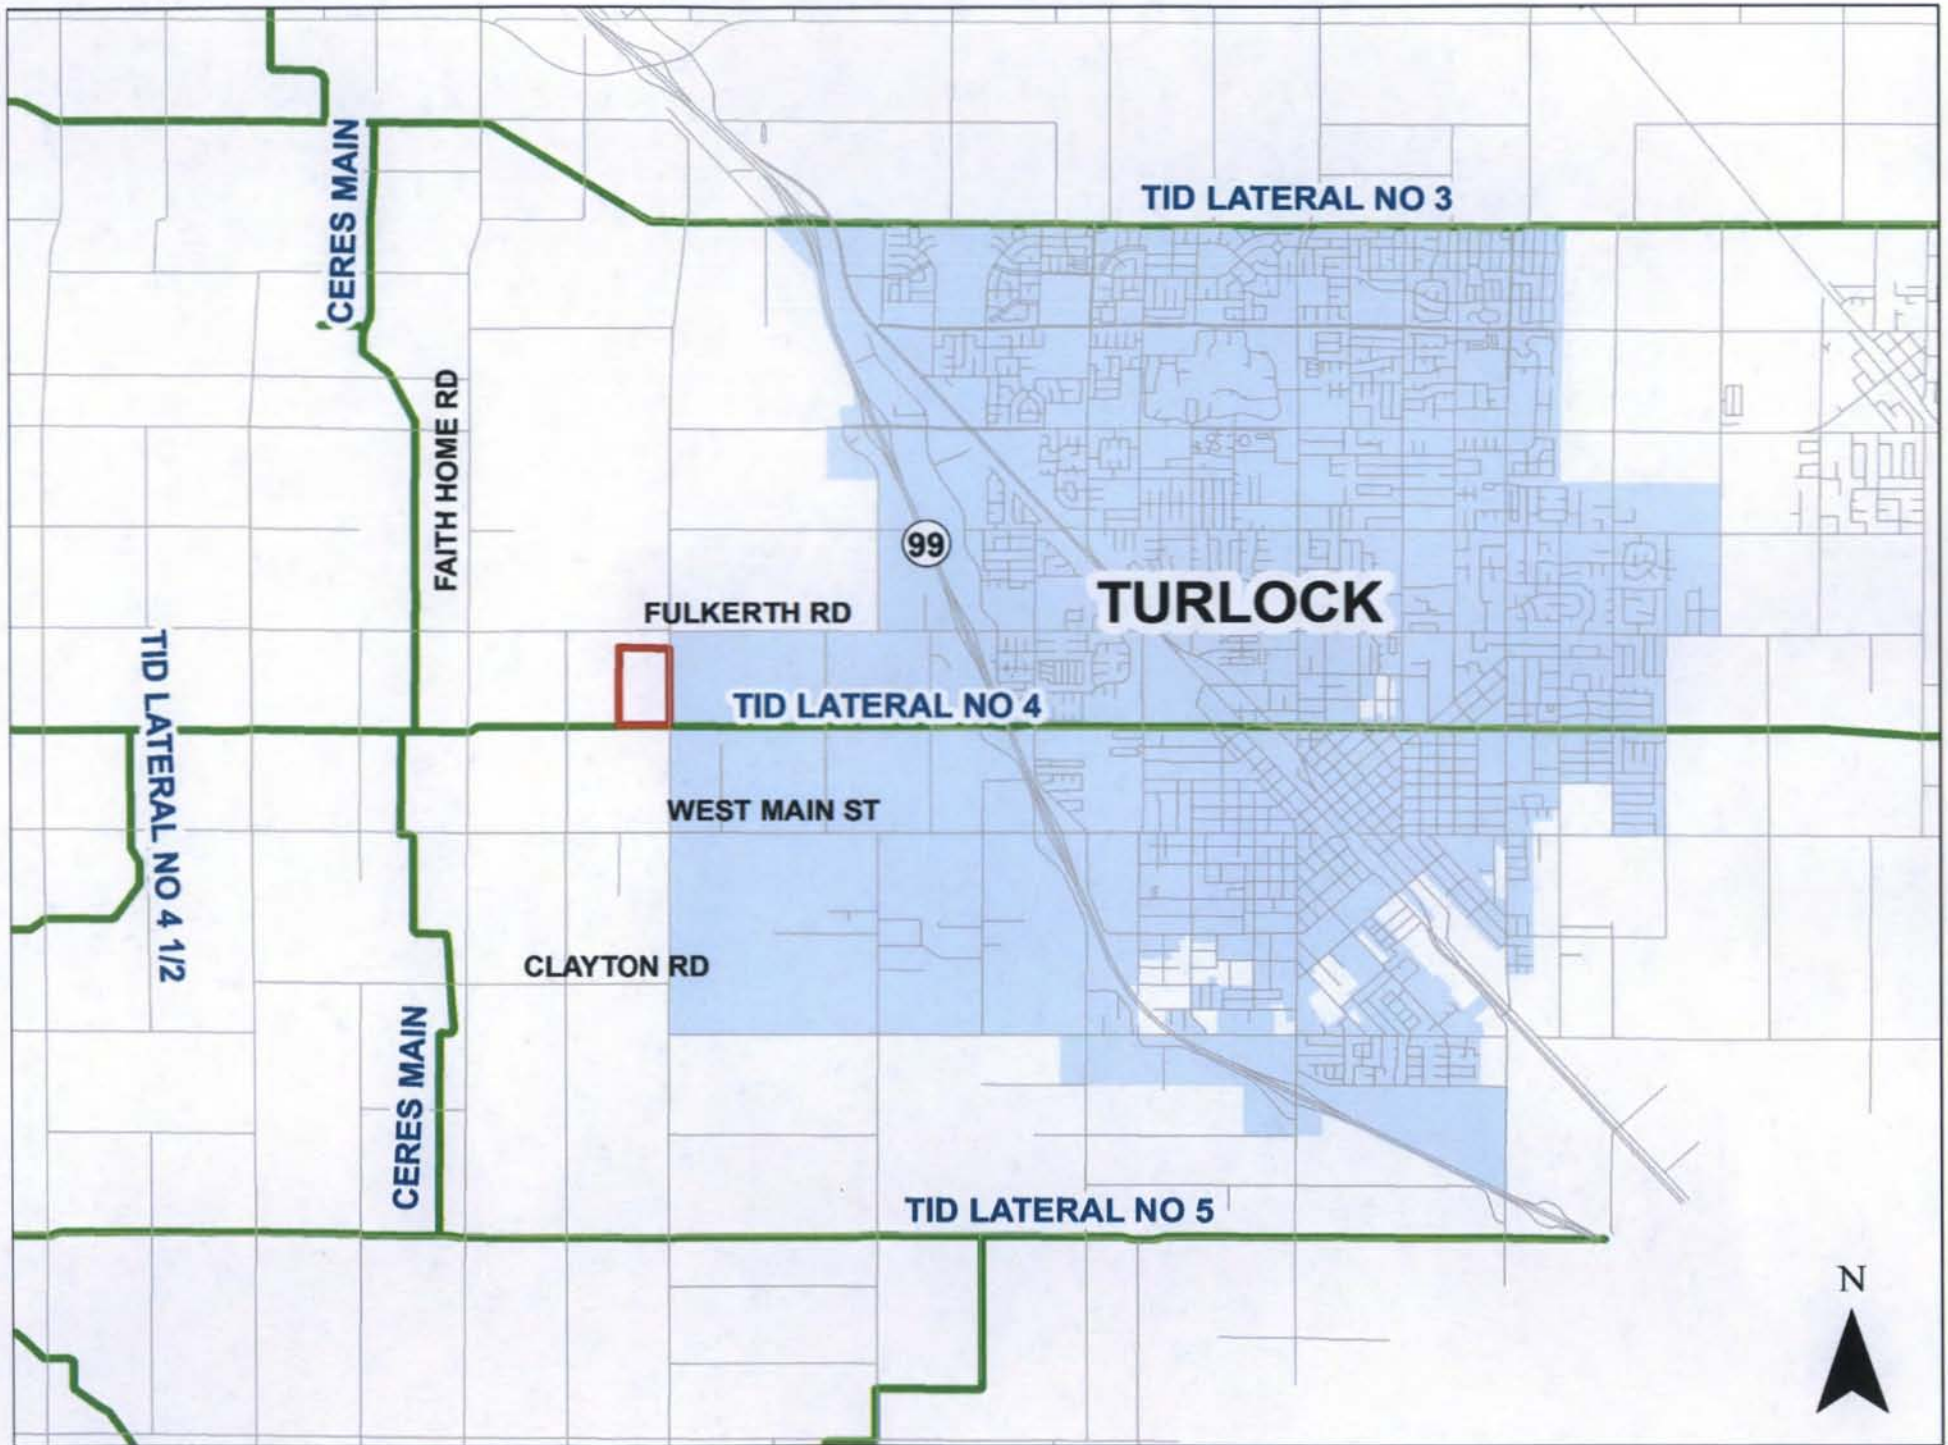 CERES MAIN
TID LATERAL NO 3
FAITH HOME RD
99
TURLOCK
FULKERTH RD
TID LATERAL NO 4
TID LATERAL NO 4 1/2
WEST MAIN ST
CLAYTON RD
CERES MAIN
TID LATERAL NO 5
N